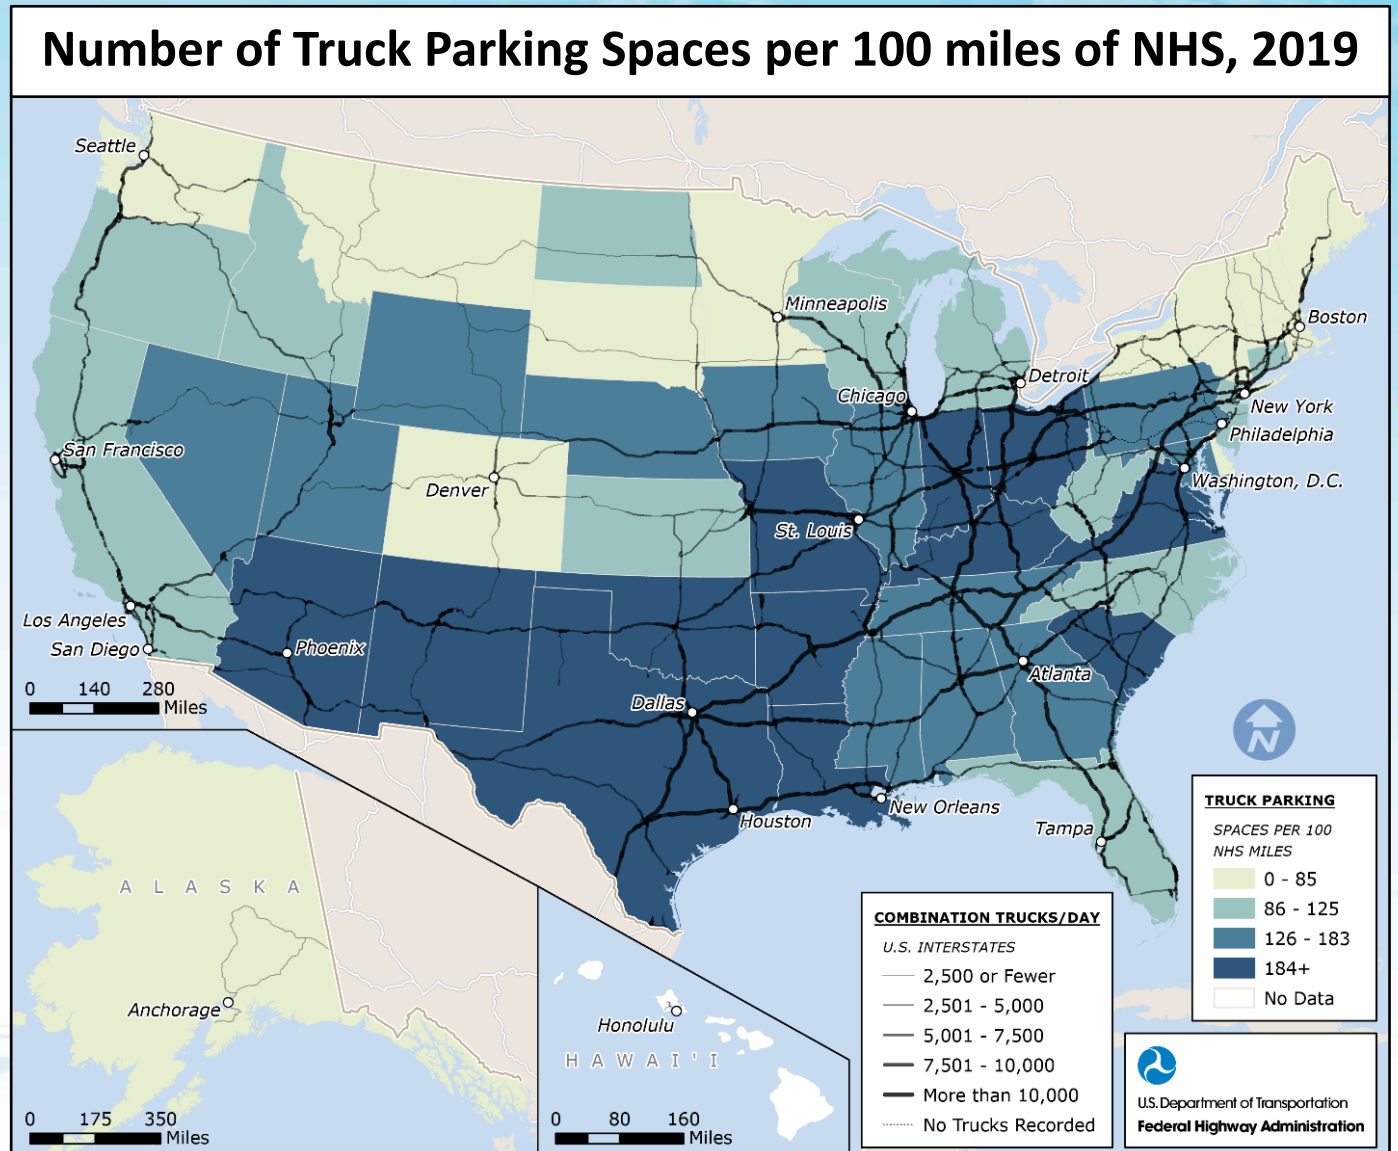 Number of Truck Parking Spaces per 100 miles of NHS, 2019
Seattle
Minneapolis
Boston
Detroit
Chicago
New York
Philadelphia
San Francisco
Denver
Washington, D.C.
St. Louis
Los Angeles
San Diego
Phoenix
Atlanta
Dallas
0 140 280
Miles
N
New Orleans
Houston
Tampa
ALASKA
Anchorage
0 175 350
Miles
Honolulu
HAWAI'I
0 80 160
Miles
COMBINATION TRUCKS/DAY
U.S. INTERSTATES
2,500 or Fewer
2,501 - 5,000
5,001 - 7,500
7,501 - 10,000
More than 10,000
No Trucks Recorded
TRUCK PARKING
SPACES PER 100
NHS MILES
0 - 85
86 - 125
126 - 183
184+
No Data
U.S. Department of Transportation
Federal Highway Administration